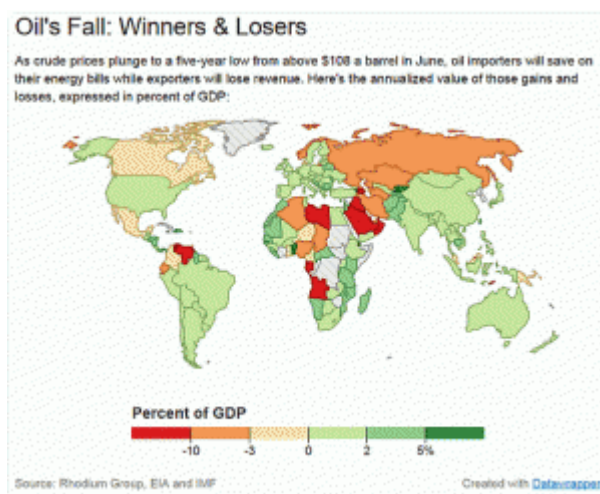 Oil's Fall: Winners & Losers
As crude prices plunge to a five-year low from above $108 a barrel in June, oil importers will save on
their energy bills while exporters will lose revenue. Here's the annualized value of those gains and
losses, expressed in percent of GDP:
Percent of GDP
-10 -3 0 2 5%
Source: Rhodium Group, EIA and IMF
Created with Datawrapper